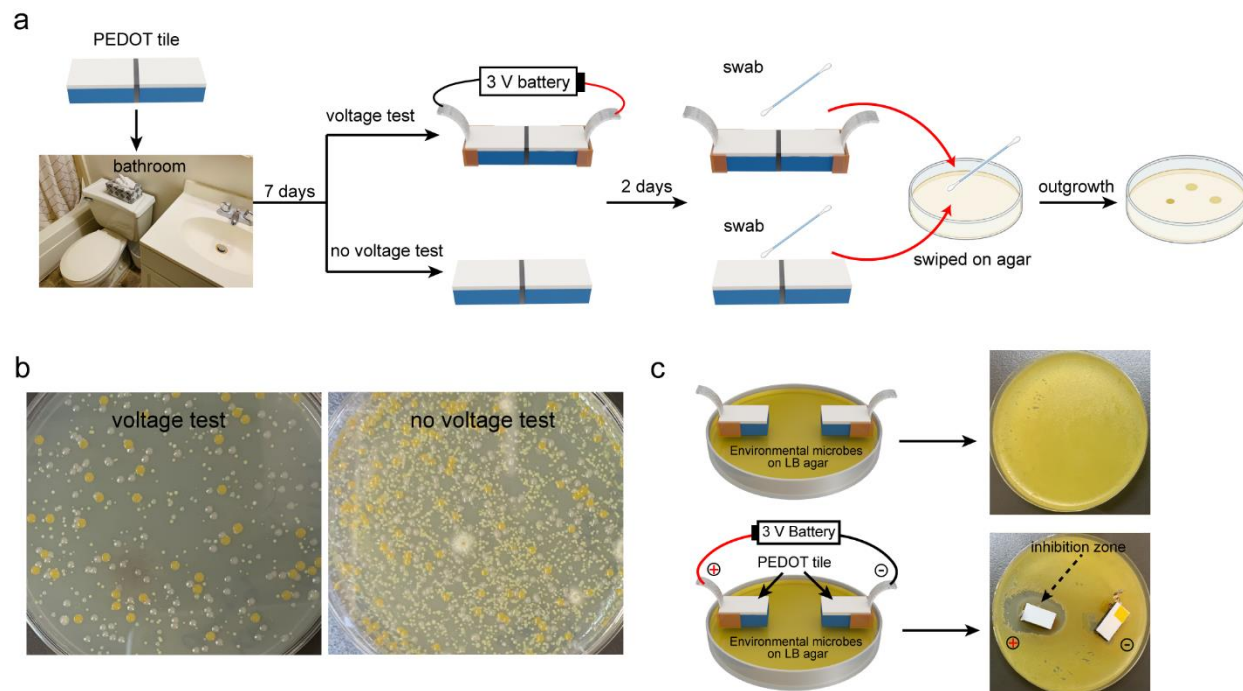 a
PEDOT tile
bathroom
7 days
voltage test
no voltage test
3 V battery
2 days
swab
swab
swiped on agar
outgrowth
b
voltage test
no voltage test
c
Environmental microbes
on LB agar
3 V Battery
+
PEDOT tile
−
Environmental microbes
on LB agar
inhibition zone
+
−